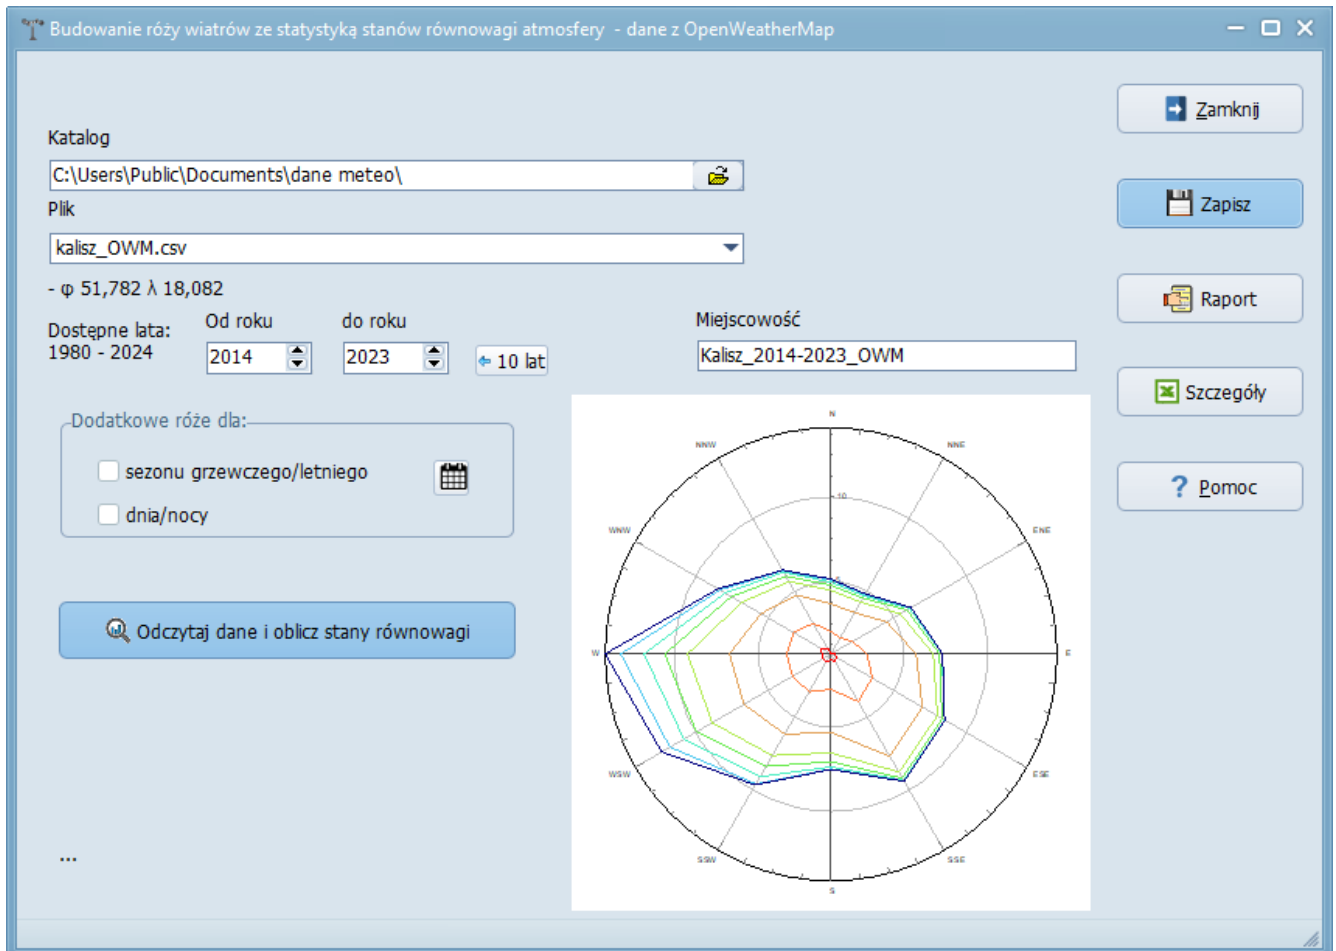 Budowanie róży wiatrów ze statystyką stanów równowagi atmosfery - dane z OpenWeatherMap
Zamknij
Katalog
C:\Users\Public\Documents\dane meteo\
Zapisz
Plik
kalisz_OWM.csv
- φ 51,782 λ 18,082
Raport
Dostępne lata:
1980 - 2024
Od roku
do roku
Miejscowość
2014
2023
10 lat
Kalisz_2014-2023_OWM
Szczegóły
Dodatkowe róże dla:
sezonu grzewczego/letniego
dnia/nocy
? Pomoc
Odczytaj dane i oblicz stany równowagi
N
NNW
NNE
10
WNW
ENE
W
E
WSW
ESE
SSW
SSE
S
...